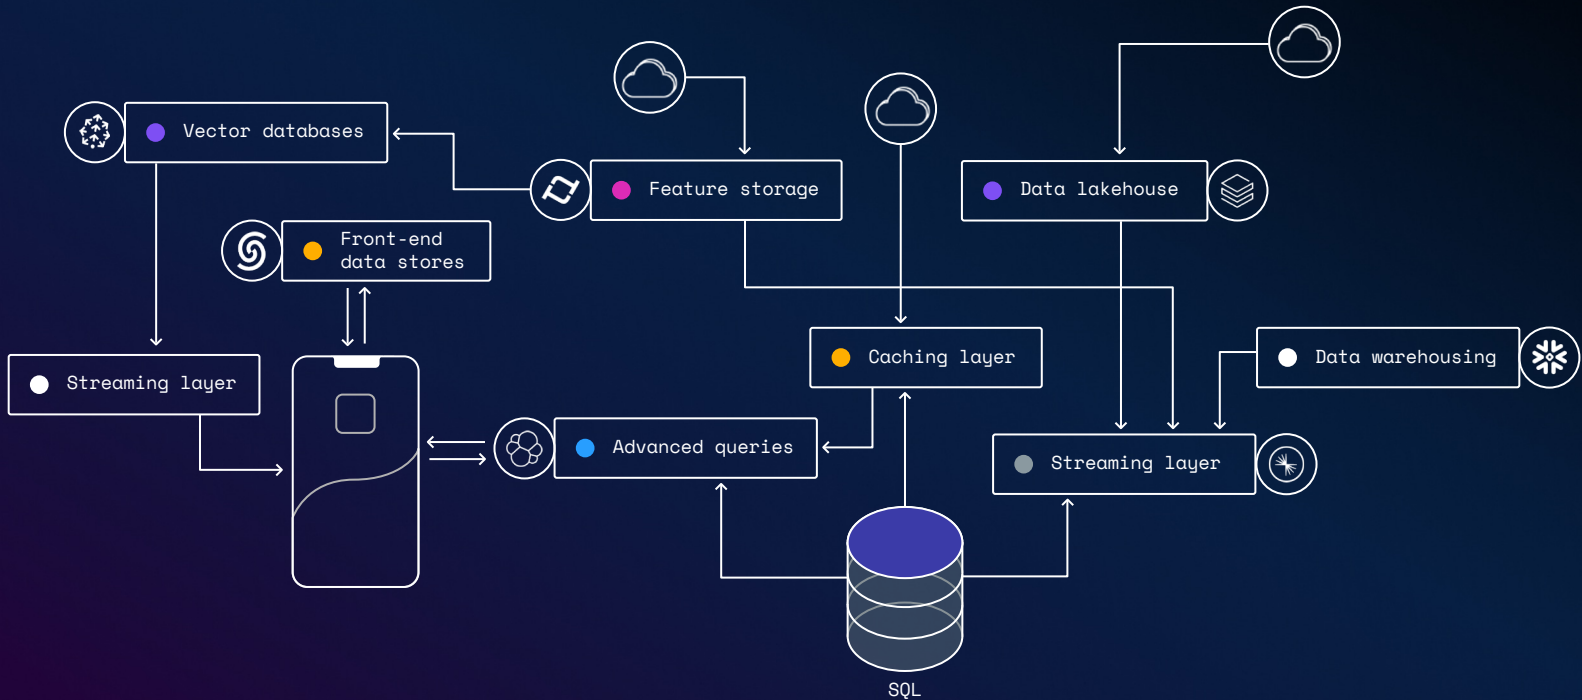 Vector databases
Feature storage
Data lakehouse
Front-end
data stores
Caching layer
Data warehousing
Streaming layer
Advanced queries
Streaming layer
SQL